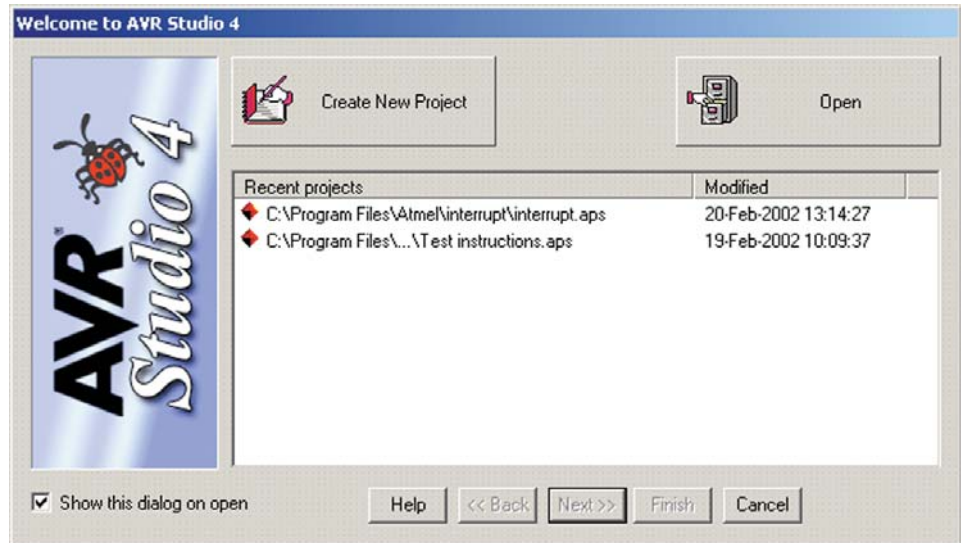 Welcome to AVR Studio 4
Create New Project
Open
AVR®
Studio 4
Recent projects Modified
C:\Program Files\Atmel\interrupt\interrupt.aps 20-Feb-2002 13:14:27
C:\Program Files\...\Test instructions.aps 19-Feb-2002 10:09:37
Show this dialog on open
Help << Back Next >> Finish Cancel